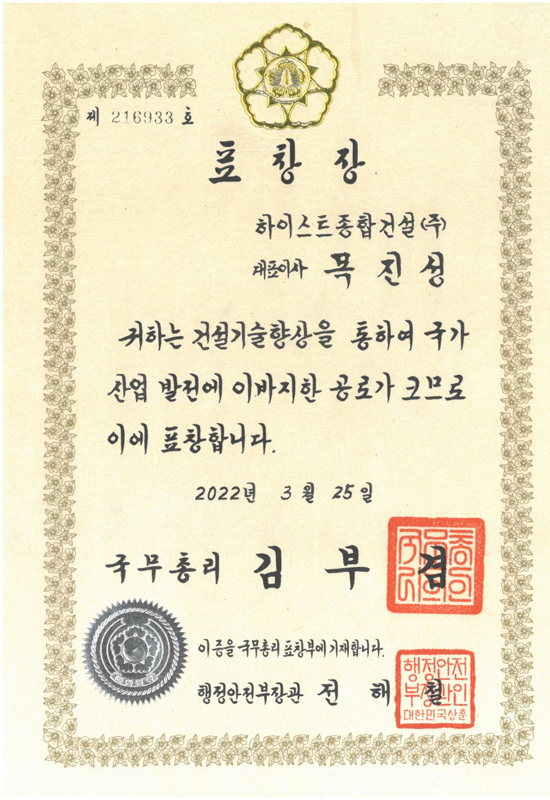 제 216933 호
표 창 장
하이스트종합건설(주)
대표이사 목 진 성
귀하는 건설기술향상을 통하여 국가
산업 발전에 이바지한 공로가 크므로
이에 표창합니다.
2022년 3 월 25 일
국무총리 김 부 겸
이 증을 국무총리 표창부에 기재합니다.
행정안전부장관 전 해 철
행정안전
부장관인
대한민국상훈